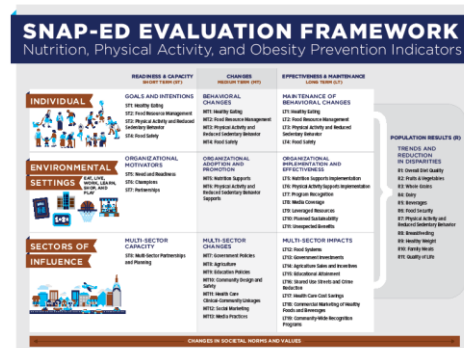 SNAP-ED EVALUATION FRAMEWORK
Nutrition, Physical Activity, and Obesity Prevention Indicators
READINESS & CAPACITY
SHORT TERM (ST)
CHANGES
MEDIUM TERM (MT)
EFFECTIVENESS & MAINTENANCE
LONG TERM (LT)
INDIVIDUAL
GOALS AND INTENTIONS
ST1: Healthy Eating
ST2: Food Resource Management
ST3: Physical Activity and Reduced
Sedentary Behavior
ST4: Food Safety
BEHAVIORAL
CHANGES
MT1: Healthy Eating
MT2: Food Resource Management
MT3: Physical Activity and
Reduced Sedentary Behavior
MT4: Food Safety
MAINTENANCE OF
BEHAVIORAL CHANGES
LT1: Healthy Eating
LT2: Food Resource Management
LT3: Physical Activity and Reduced
Sedentary Behavior
LT4: Food Safety
ENVIRONMENTAL
SETTINGS
EAT, LIVE,
WORK, LEARN,
SHOP, AND
PLAY
ORGANIZATIONAL
MOTIVATORS
ST5: Need and Readiness
ST6: Champions
ST7: Partnerships
ORGANIZATIONAL
ADOPTION AND
PROMOTION
MT5: Nutrition Supports
MT6: Physical Activity and
Reduced Sedentary Behavior
Supports
ORGANIZATIONAL
IMPLEMENTATION AND
EFFECTIVENESS
LT5: Nutrition Supports Implementation
LT6: Physical Activity Supports Implementation
LT7: Program Recognition
LT8: Media Coverage
LT9: Leveraged Resources
LT10: Planned Sustainability
LT11: Unexpected Benefits
SECTORS OF
INFLUENCE
MULTI-SECTOR
CAPACITY
ST8: Multi-Sector Partnerships
and Planning
MULTI-SECTOR
CHANGES
MT7: Government Policies
MT8: Agriculture
MT9: Education Policies
MT10: Community Design and
Safety
MT11: Health Care
Clinical-Community Linkages
MT12: Social Marketing
MT13: Media Practices
MULTI-SECTOR IMPACTS
LT12: Food Systems
LT13: Government Investments
LT14: Agriculture Sales and Incentives
LT15: Educational Attainment
LT16: Shared Use Streets and Crime
Reduction
LT17: Health Care Cost Savings
LT18: Commercial Marketing of Healthy
Foods and Beverages
LT19: Community-Wide Recognition
Programs
POPULATION RESULTS (R)
TRENDS AND
REDUCTION
IN DISPARITIES
R1: Overall Diet Quality
R2: Fruits & Vegetables
R3: Whole Grains
R4: Dairy
R5: Beverages
R6: Food Security
R7: Physical Activity and
Reduced Sedentary Behavior
R8: Breastfeeding
R9: Healthy Weight
R10: Family Meals
R11: Quality of Life
CHANGES IN SOCIETAL NORMS AND VALUES